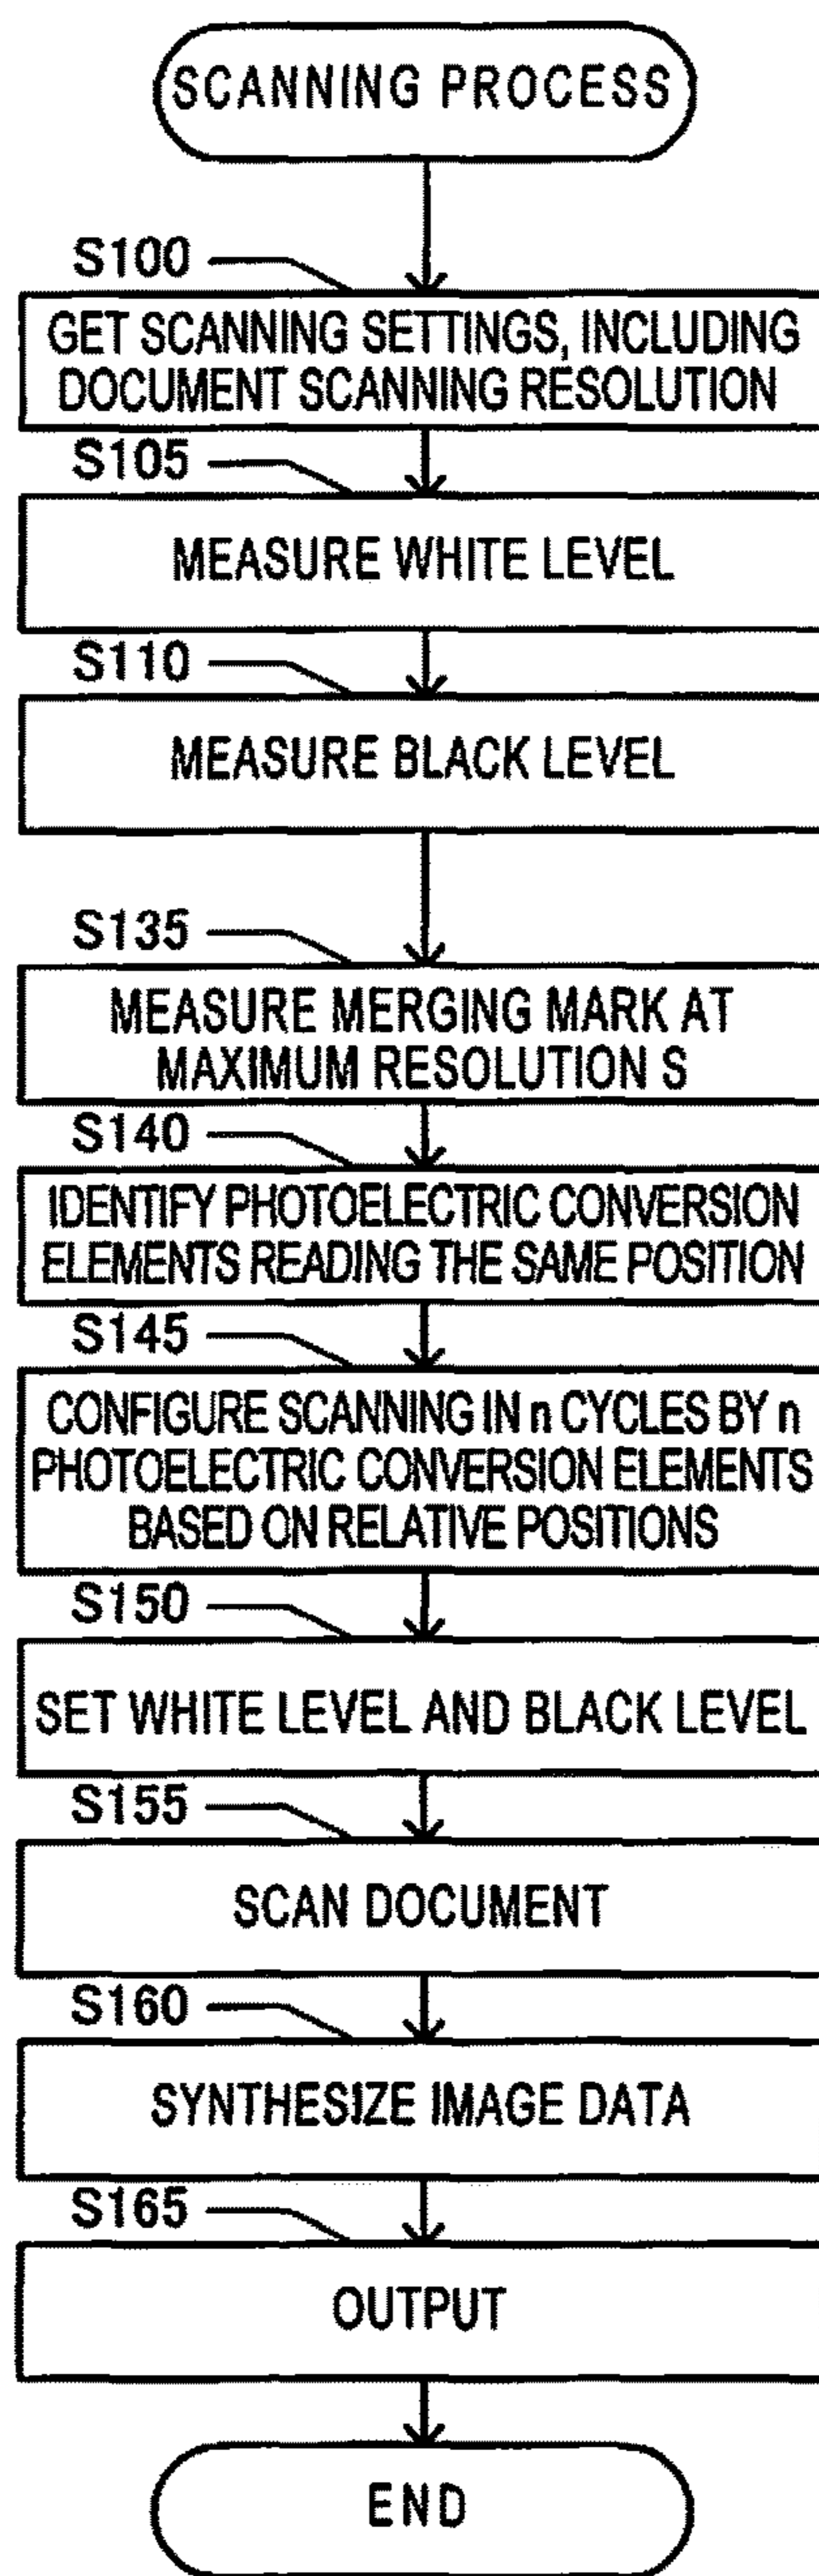 SCANNING PROCESS
S100
GET SCANNING SETTINGS, INCLUDING
DOCUMENT SCANNING RESOLUTION
S105
MEASURE WHITE LEVEL
S110
MEASURE BLACK LEVEL
S135
MEASURE MERGING MARK AT
MAXIMUM RESOLUTION S
S140
IDENTIFY PHOTOELECTRIC CONVERSION
ELEMENTS READING THE SAME POSITION
S145
CONFIGURE SCANNING IN n CYCLES BY n
PHOTOELECTRIC CONVERSION ELEMENTS
BASED ON RELATIVE POSITIONS
S150
SET WHITE LEVEL AND BLACK LEVEL
S155
SCAN DOCUMENT
S160
SYNTHESIZE IMAGE DATA
S165
OUTPUT
END